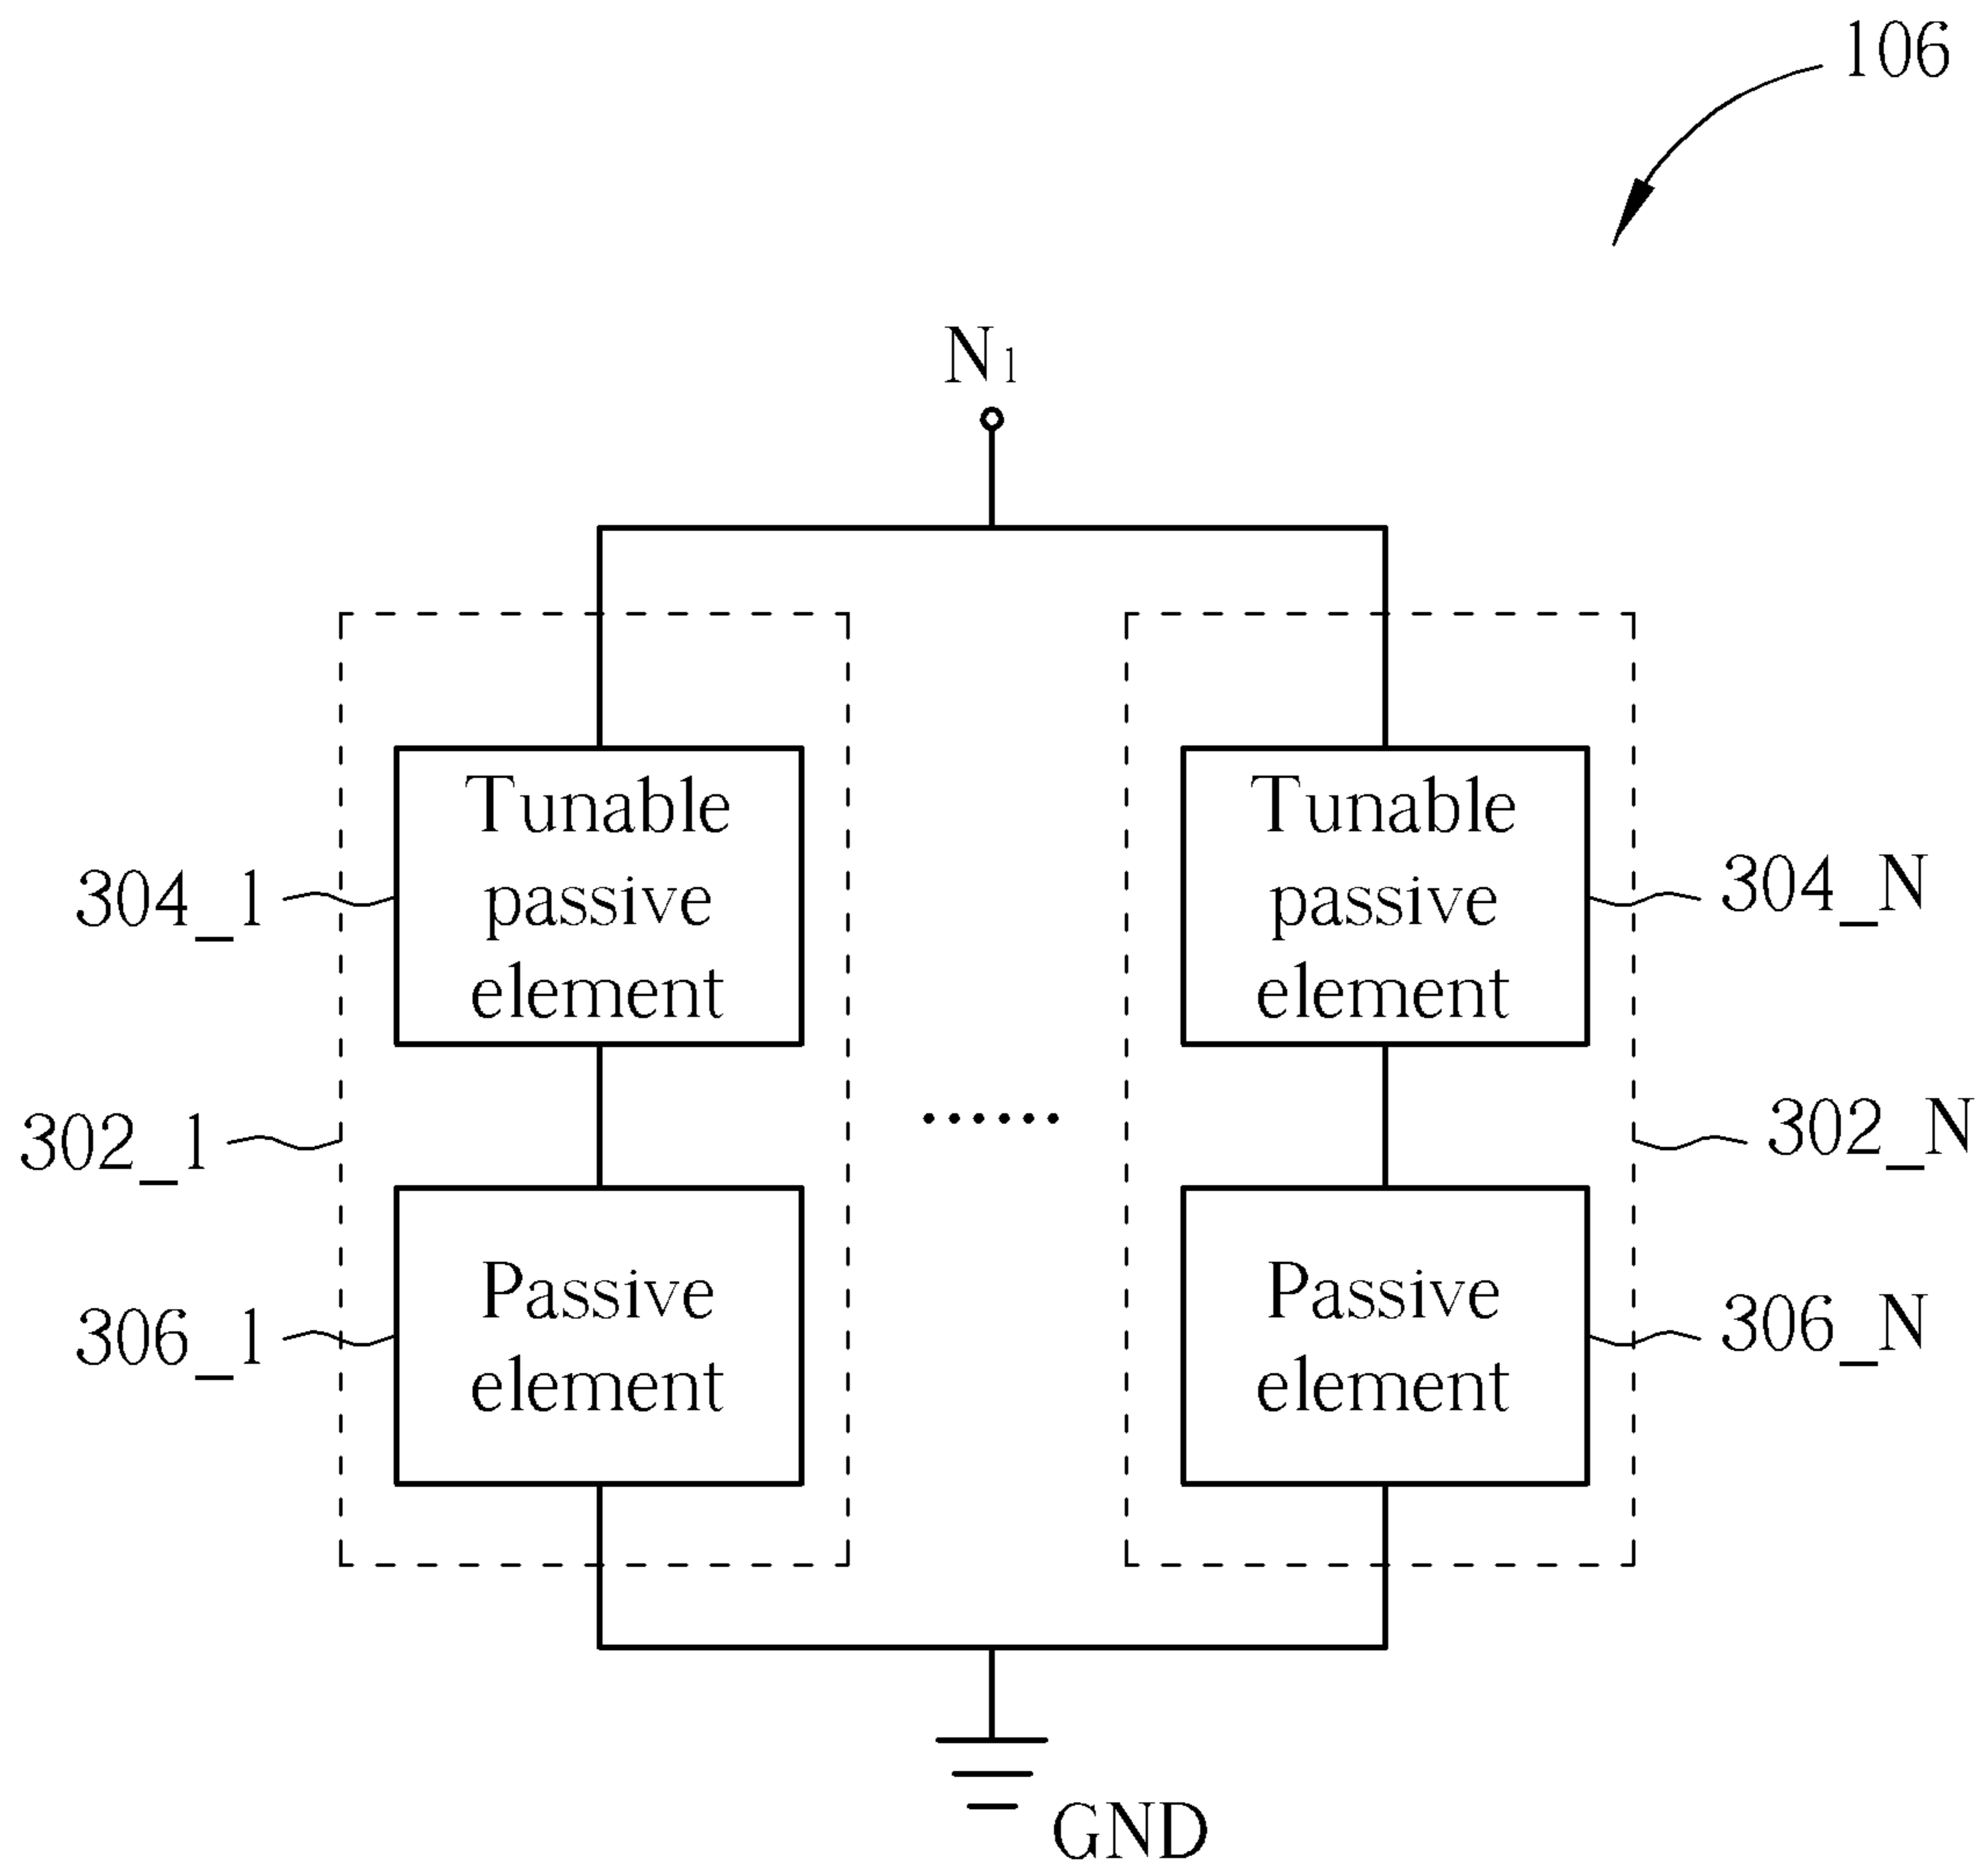 106
N1
Tunable
passive
element
Tunable
passive
element
304_1
304_N
302_1
302_N
Passive
element
Passive
element
306_1
306_N
GND